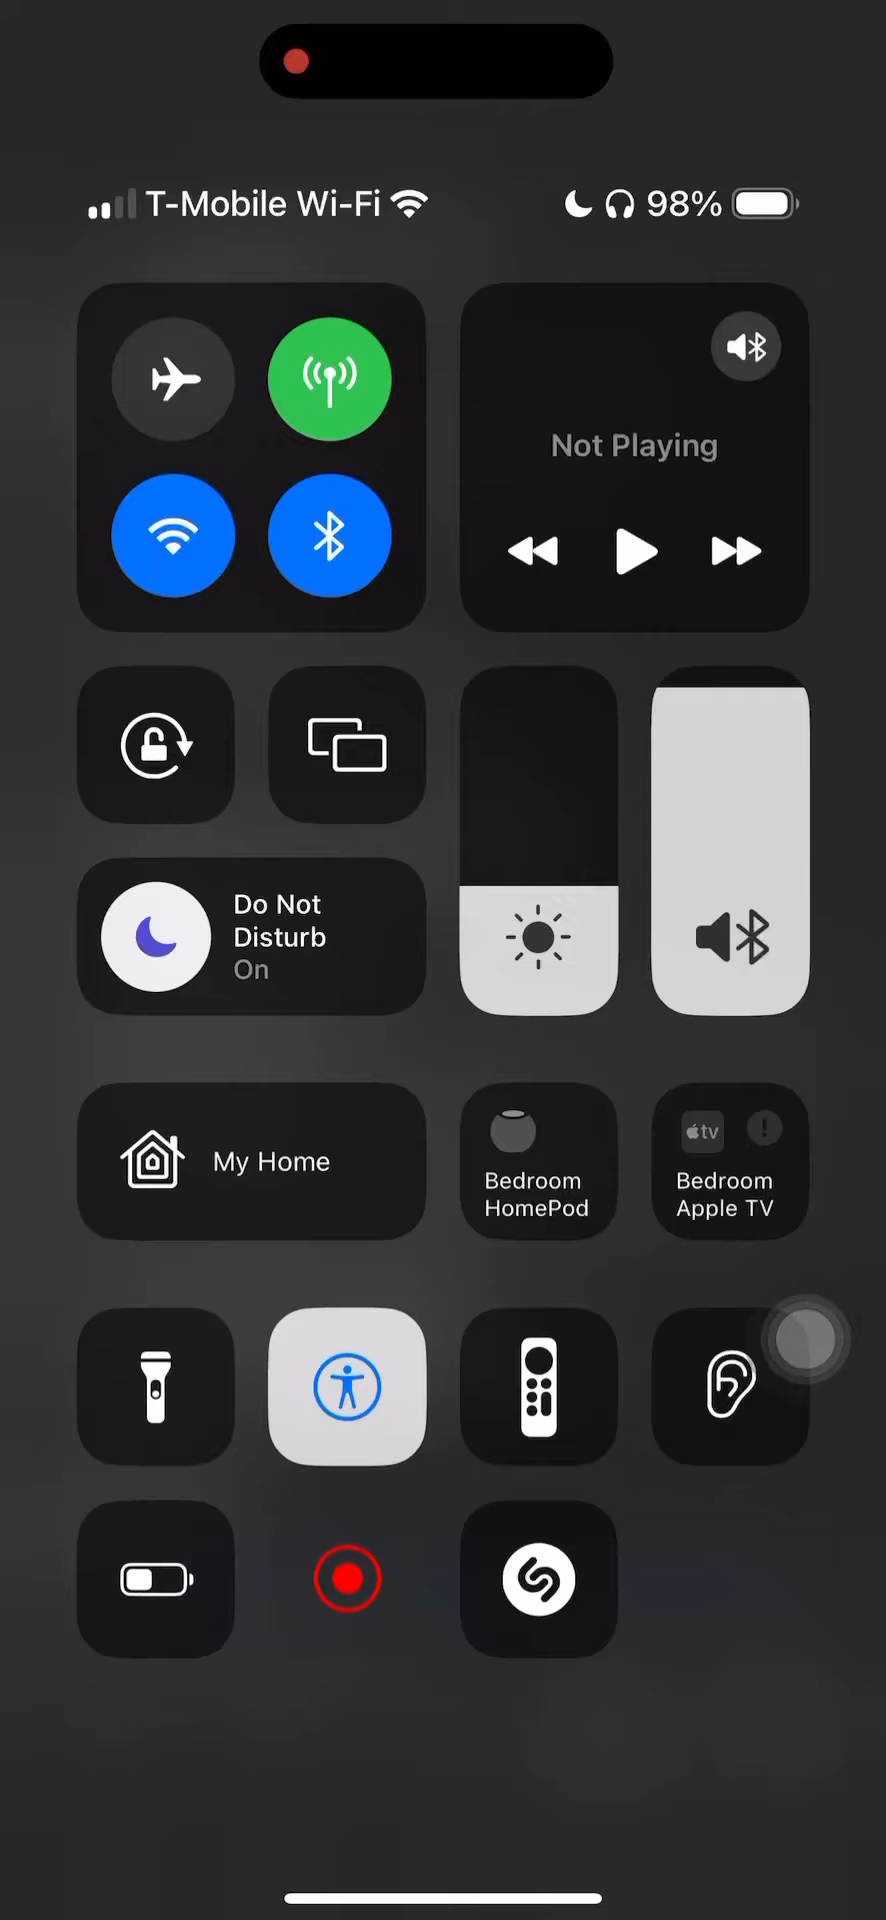 T-Mobile Wi-Fi 98%
Not Playing
Do Not
Disturb
On
My Home
Bedroom
HomePod
tv
Bedroom
Apple TV